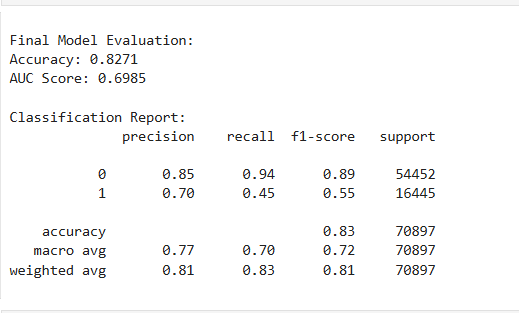 Final Model Evaluation:
Accuracy: 0.8271
AUC Score: 0.6985
Classification Report:
precision recall f1-score support
0 0.85 0.94 0.89 54452
1 0.70 0.45 0.55 16445
accuracy 0.83 70897
macro avg 0.77 0.70 0.72 70897
weighted avg 0.81 0.83 0.81 70897